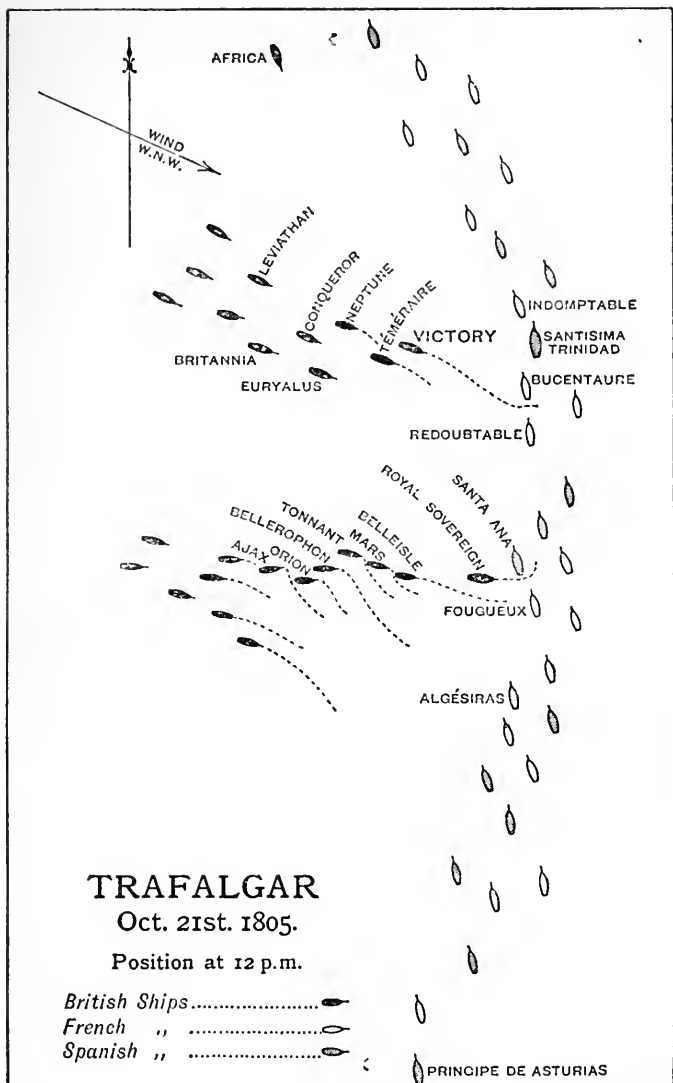 AFRICA
WIND
W.N.W.
LEVIATHAN
CONQUEROR
NEPTUNE
TÉMÉRAIRE
VICTORY
INDOMPTABLE
SANTISIMA
TRINIDAD
BRITANNIA
EURYALUS
BUCENTAURE
REDOUBTABLE
ROYAL SOVEREIGN
SANTA ANA
TONNANT
BELLEROPHON
MARS
BELLEISLE
AJAX
ORION
FOUGUEUX
ALGÉSIRAS
TRAFALGAR
Oct. 21st. 1805.
Position at 12 p.m.
British Ships......................
French ,, ......................
Spanish ,, ......................
PRINCIPE DE ASTURIAS